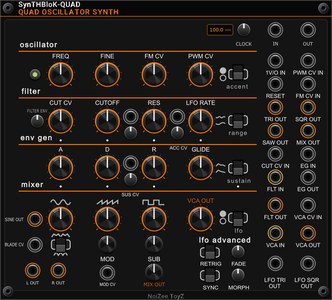 SynTHBloK-QUAD
QUAD OSCILLATOR SYNTH
100.0
CLOCK
IN OUT
oscillator
FREQ FINE FM CV PWM CV
accent
T/V/O IN PWM CV IN
filter
RESET FM CV IN
FILTER ENV CUT CV CUTOFF RES LFO RATE
range
TRI OUT SQR OUT
env gen
ACC CV
SAW OUT MIX OUT
A D R GLIDE
sustain
CUT CV IN EG IN
mixer
SUS CV
FLT IN EG OUT
VCA OUT
SINE OUT
lfo
FLT OUT VCA CV IN
BLADE CV
lfo advanced
MOD SUB
RETRIG FADE
VCA IN VCA OUT
L OUT R OUT MOD CV MIX OUT
SYNC MORPH
LFO TRI OUT LFO SQR OUT
NoiZee ToyZ